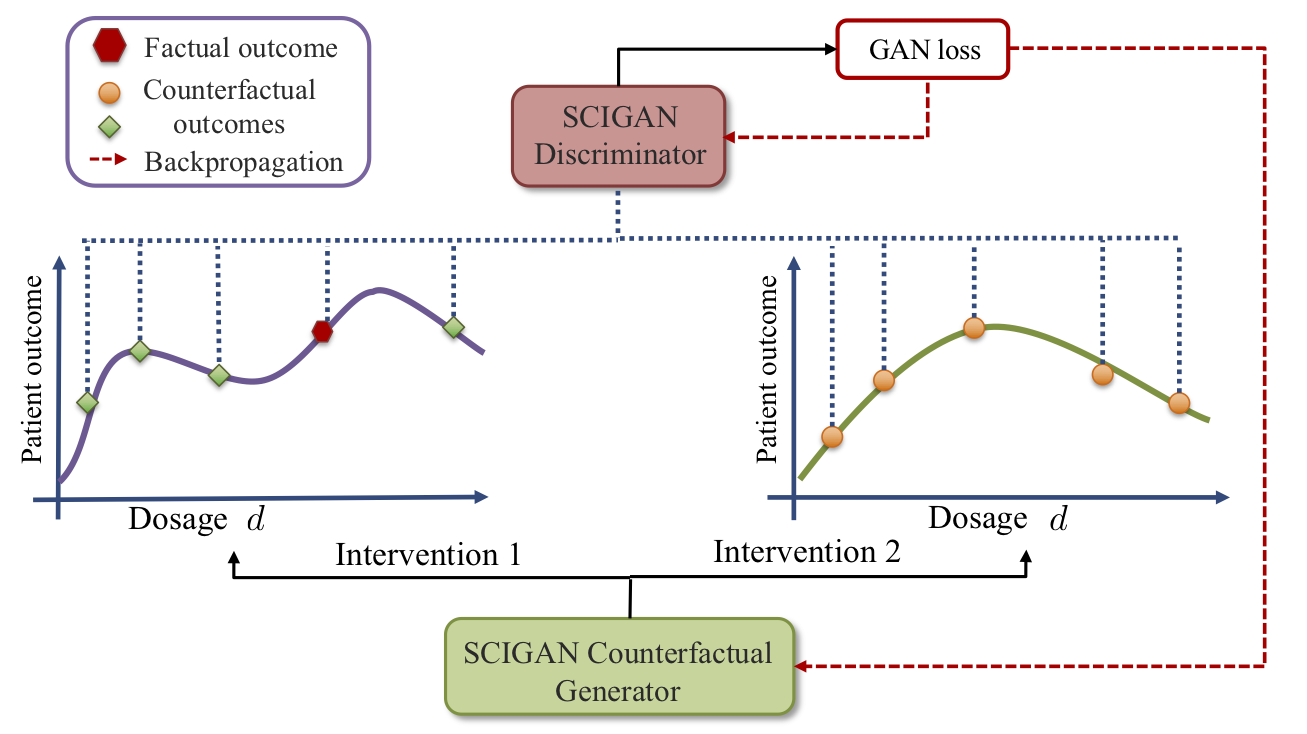 Factual outcome
Counterfactual
outcomes
Backpropagation
GAN loss
SCIGAN
Discriminator
Patient outcome
Dosage d
Patient outcome
Dosage d
Intervention 1
Intervention 2
SCIGAN Counterfactual
Generator